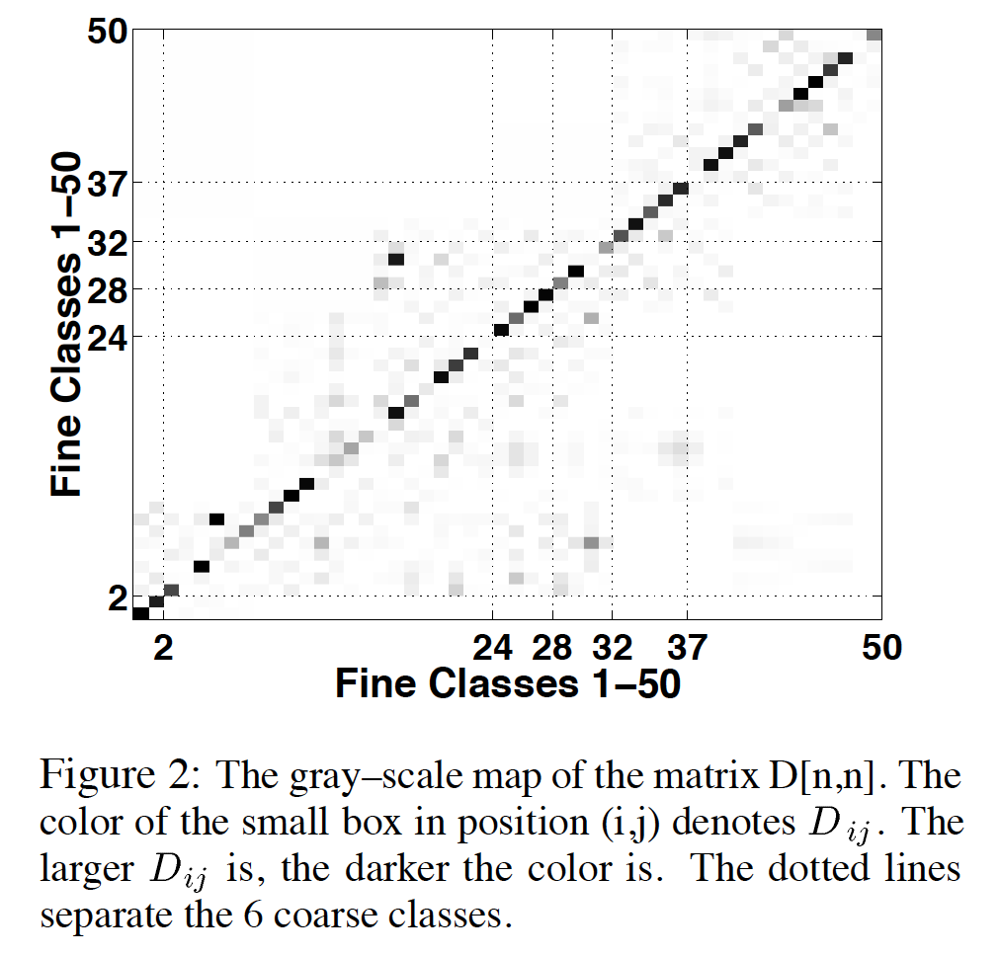 50
37
32
28
24
2
Fine Classes 1–50
2 24 28 32 37 50
Fine Classes 1–50
Figure 2: The gray–scale map of the matrix D[n,n]. The
color of the small box in position (i,j) denotes D_{ij}. The
larger D_{ij} is, the darker the color is. The dotted lines
separate the 6 coarse classes.